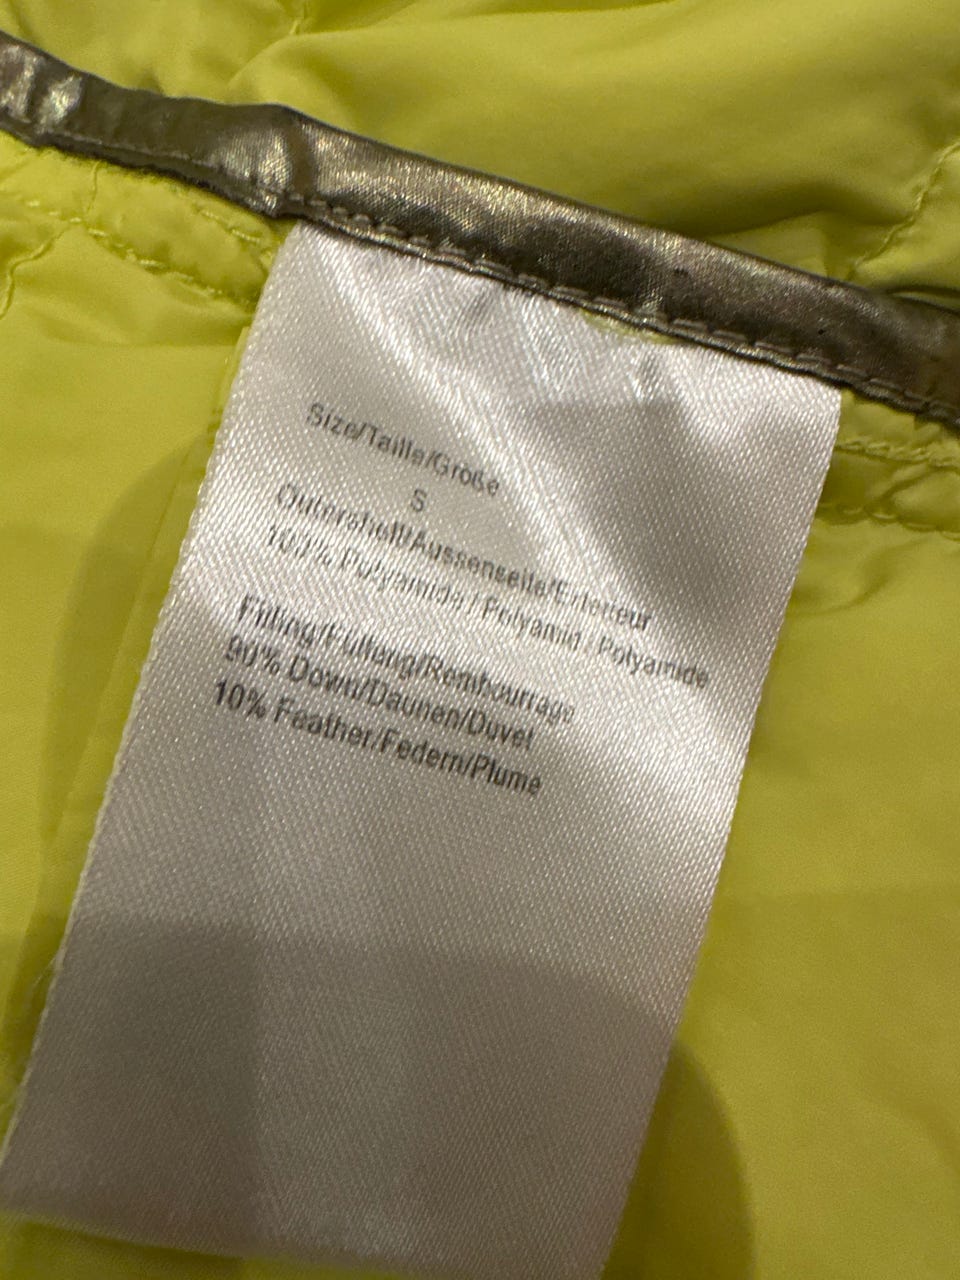 Size/Taille/Größe
S
Outershell/Aussenseite/Exterieur
100% Polyamide / Polyamid / Polyamide
Filling/Füllung/Rembourrage
90% Down/Daunen/Duvet
10% Feather/Federn/Plume